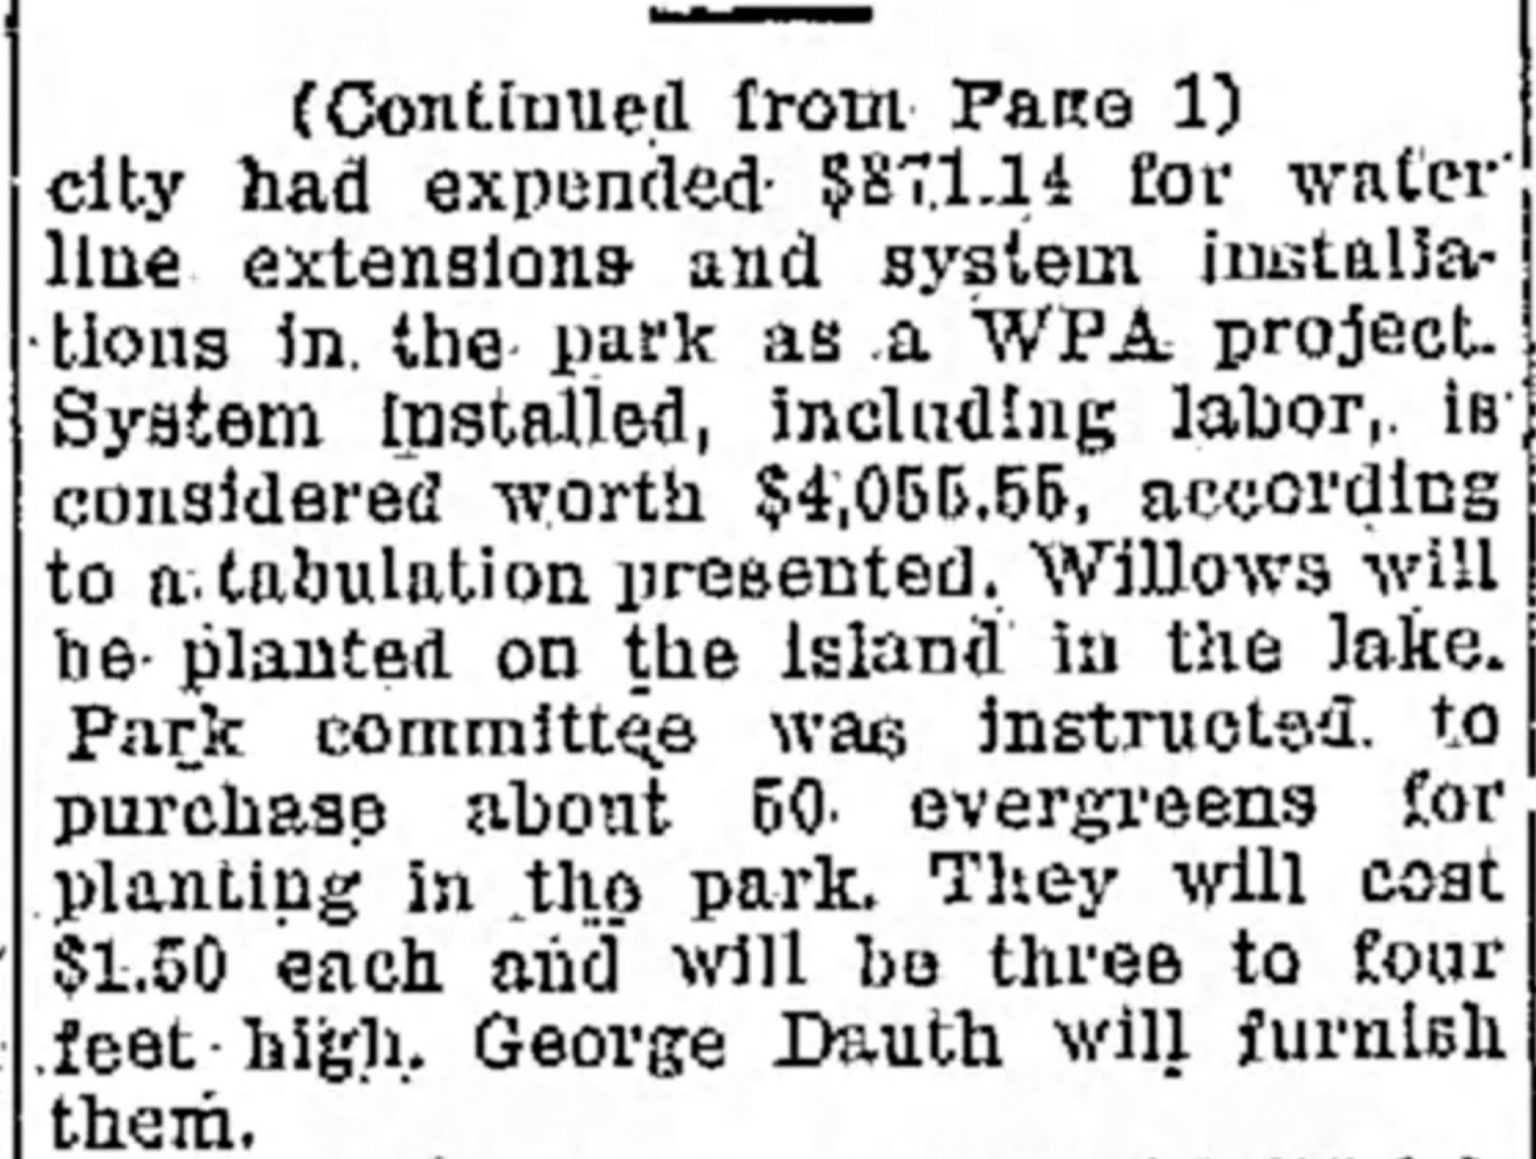 (Continued from Page 1)
city had expended $871.14 for water
line extensions and system installa-
tions in the park as a WPA project.
System installed, including labor, is
considered worth $4,055.55, according
to a tabulation presented. Willows will
be planted on the island in the lake.
Park committee was instructed to
purchase about 50 evergreens for
planting in the park. They will cost
$1.50 each and will be three to four
feet high. George Dauth will furnish
them.